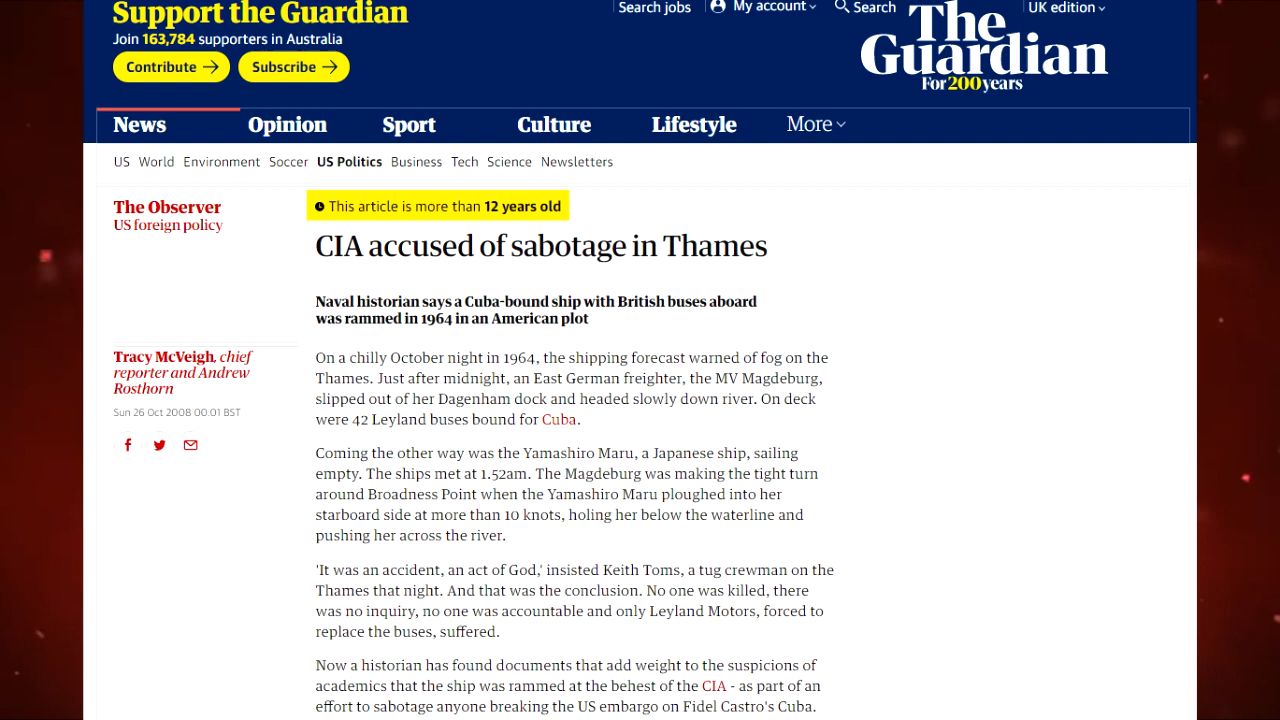 Support the Guardian
Join 163,784 supporters in Australia
Contribute →
Subscribe →
Search jobs
My account
Search
UK edition
The
Guardian
For 200 years
News
Opinion
Sport
Culture
Lifestyle
More
US World Environment Soccer US Politics Business Tech Science Newsletters
The Observer
US foreign policy
This article is more than 12 years old
CIA accused of sabotage in Thames
Naval historian says a Cuba-bound ship with British buses aboard
was rammed in 1964 in an American plot
Tracy McVeigh, chief
reporter and Andrew
Rosthorn
Sun 26 Oct 2008 00.01 BST
On a chilly October night in 1964, the shipping forecast warned of fog on the
Thames. Just after midnight, an East German freighter, the MV Magdeburg,
slipped out of her Dagenham dock and headed slowly down river. On deck
were 42 Leyland buses bound for Cuba.
Coming the other way was the Yamashiro Maru, a Japanese ship, sailing
empty. The ships met at 1.52am. The Magdeburg was making the tight turn
around Broadness Point when the Yamashiro Maru ploughed into her
starboard side at more than 10 knots, holing her below the waterline and
pushing her across the river.
'It was an accident, an act of God,' insisted Keith Toms, a tug crewman on the
Thames that night. And that was the conclusion. No one was killed, there
was no inquiry, no one was accountable and only Leyland Motors, forced to
replace the buses, suffered.
Now a historian has found documents that add weight to the suspicions of
academics that the ship was rammed at the behest of the CIA - as part of an
effort to sabotage anyone breaking the US embargo on Fidel Castro's Cuba.